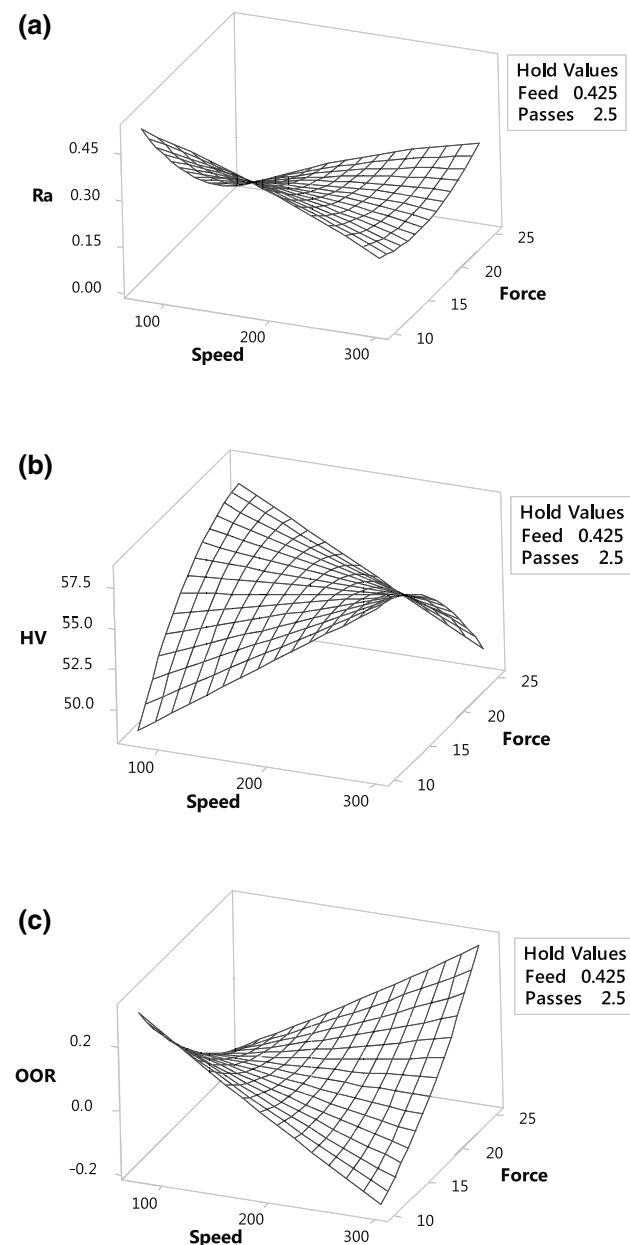 (a)
Hold Values
Feed 0.425
Passes 2.5
0.45
Ra
0.30
0.15
0.00
25
20
Force
15
10
100
200
300
Speed
(b)
Hold Values
Feed 0.425
Passes 2.5
57.5
HV
55.0
52.5
50.0
25
20
Force
15
10
100
200
300
Speed
(c)
Hold Values
Feed 0.425
Passes 2.5
0.2
OOR
0.0
-0.2
25
20
Force
15
10
100
200
300
Speed